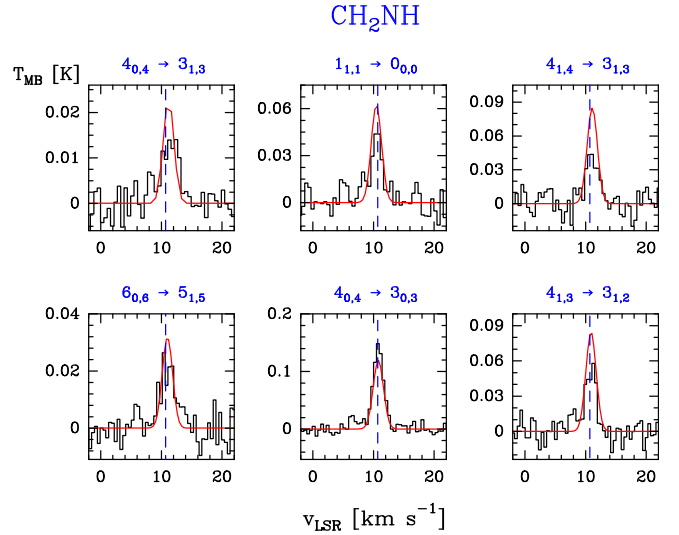 CH₂NH
4₀,₄ → 3₁,₃ 1₁,₁ → 0₀,₀ 4₁,₄ → 3₁,₃
T_MB [K]
0.02 0.06 0.09
0.06
0.01 0.03 0.03
0 0 0
0 10 20 0 10 20 0 10 20
6₀,₆ → 5₁,₅ 4₀,₄ → 3₀,₃ 4₁,₃ → 3₁,₂
0.04 0.2 0.09
0.06
0.02 0.1 0.03
0 0 0
0 10 20 0 10 20 0 10 20
v_LSR [km s⁻¹]